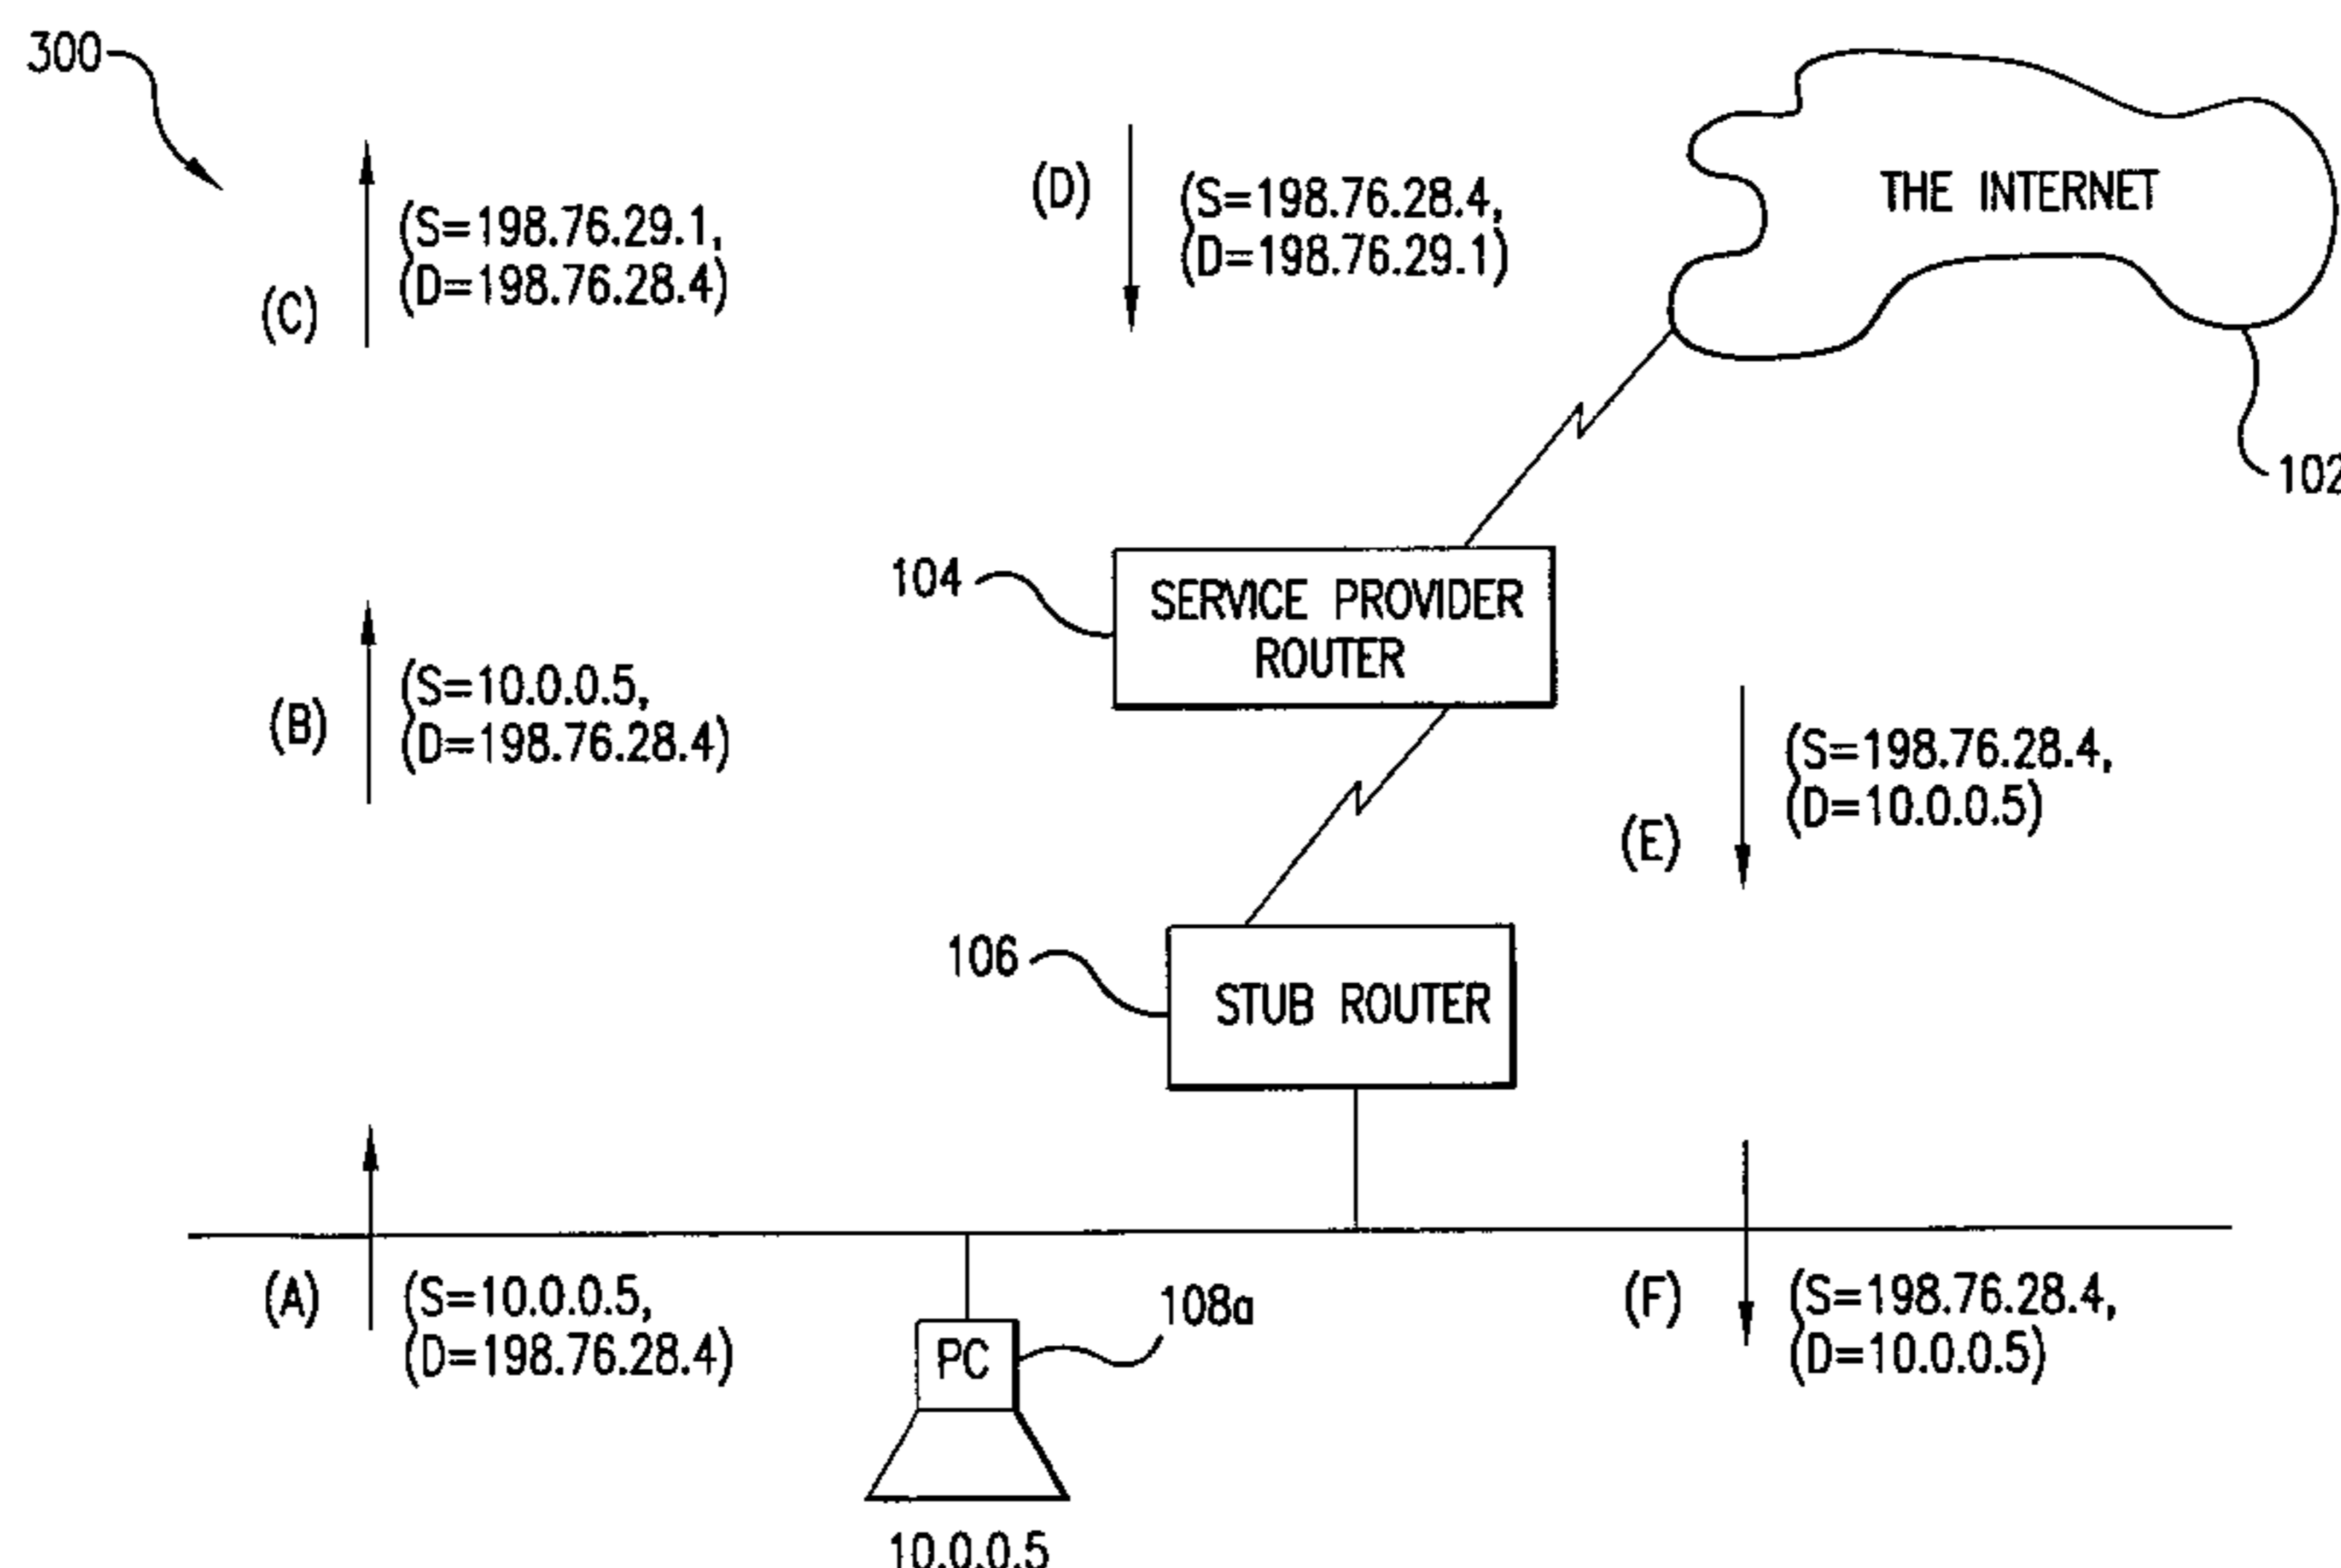 300
(D)
(S=198.76.28.4,
(D=198.76.29.1)
THE INTERNET
(S=198.76.29.1,
(D=198.76.28.4)
(C)
102
104
SERVICE PROVIDER
ROUTER
(B)
(S=10.0.0.5,
(D=198.76.28.4)
(S=198.76.28.4,
(D=10.0.0.5)
(E)
106
STUB ROUTER
(A)
(S=10.0.0.5,
(D=198.76.28.4)
108a
PC
(F)
(S=198.76.28.4,
(D=10.0.0.5)
10.0.0.5